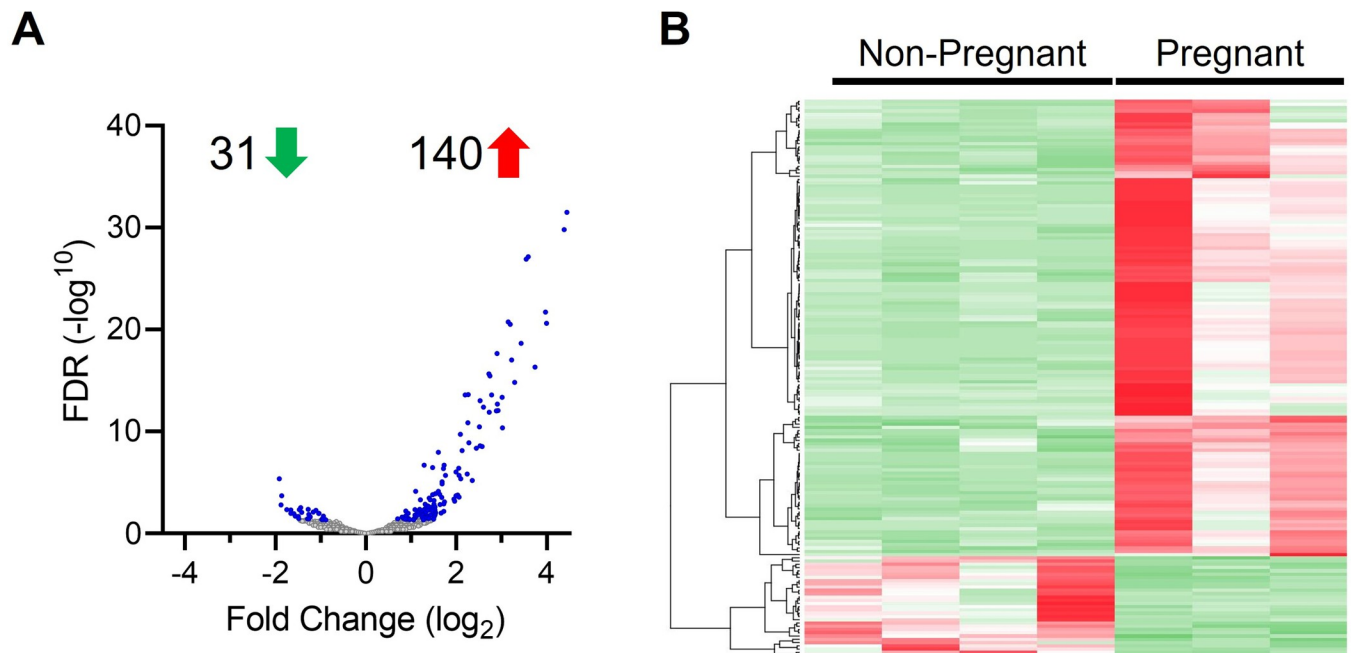 A
31
140
40
30
20
10
0
FDR (-log¹⁰)
-4 -2 0 2 4
Fold Change (log₂)
B
Non-Pregnant Pregnant